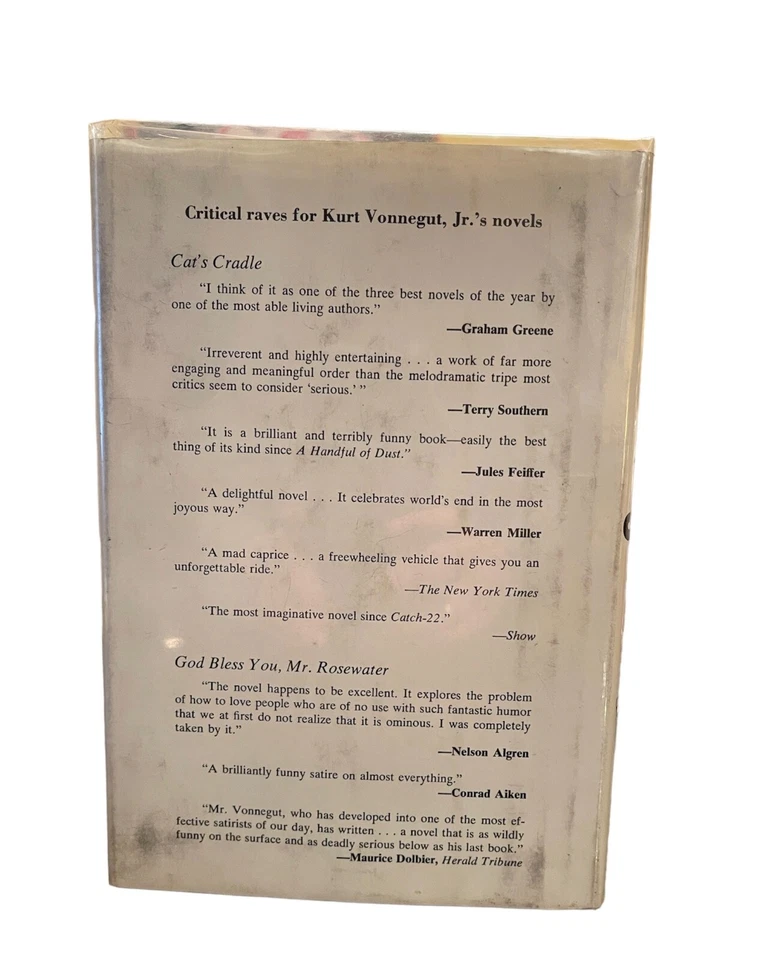 Critical raves for Kurt Vonnegut, Jr.'s novels
Cat's Cradle
“I think of it as one of the three best novels of the year by
one of the most able living authors.”
—Graham Greene
“Irreverent and highly entertaining . . . a work of far more
engaging and meaningful order than the melodramatic tripe most
critics seem to consider ‘serious.’ ”
—Terry Southern
“It is a brilliant and terribly funny book—easily the best
thing of its kind since A Handful of Dust.”
—Jules Feiffer
“A delightful novel . . . It celebrates world's end in the most
joyous way.”
—Warren Miller
“A mad caprice . . . a freewheeling vehicle that gives you an
unforgettable ride.”
—The New York Times
“The most imaginative novel since Catch-22.”
—Show
God Bless You, Mr. Rosewater
“The novel happens to be excellent. It explores the problem
of how to love people who are of no use with such fantastic humor
that we at first do not realize that it is ominous. I was completely
taken by it.”
—Nelson Algren
“A brilliantly funny satire on almost everything.”
—Conrad Aiken
“Mr. Vonnegut, who has developed into one of the most ef-
fective satirists of our day, has written . . . a novel that is as wildly
funny on the surface and as deadly serious below as his last book.”
—Maurice Dolbier, Herald Tribune